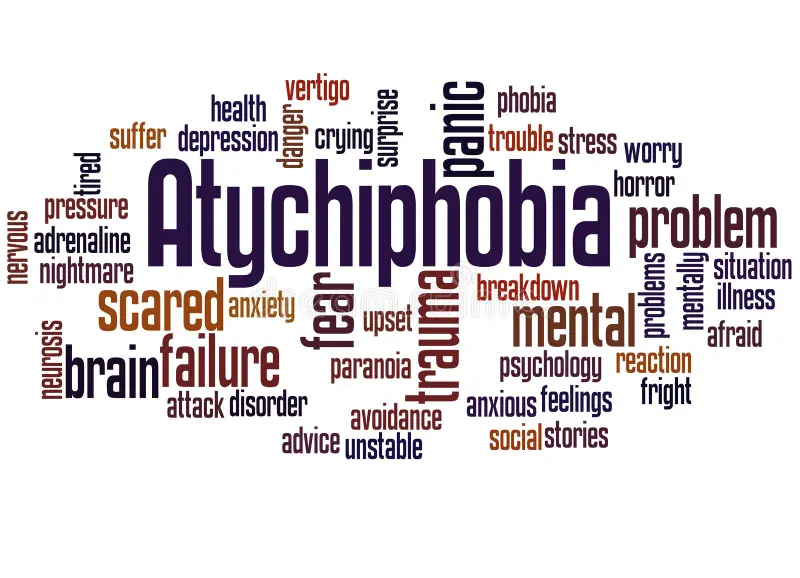 vertigo
health
danger
surprise
panic
phobia
suffer
depression
crying
trouble
stress
worry
tired
Atychiphobia
horror
nervous
pressure
problem
adrenaline
nightmare
problems
mentally
situation
scared
anxiety
fear
upset
trauma
breakdown
mental
illness
afraid
neurosis
brain
failure
paranoia
psychology
reaction
attack
disorder
avoidance
anxious
feelings
fright
advice
unstable
social
stories
dreamstime